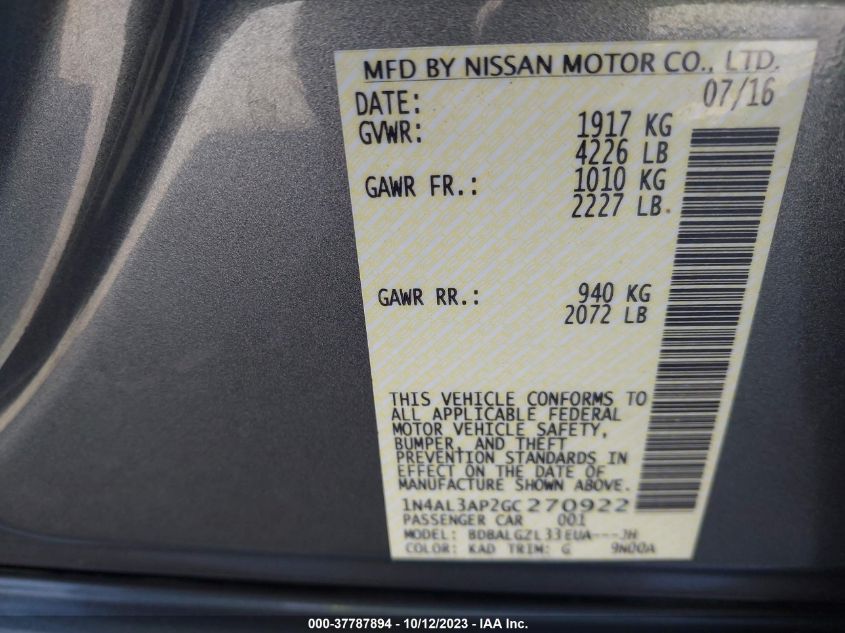 MFD BY NISSAN MOTOR CO., LTD.
DATE: 07/16
GVWR: 1917 KG
4226 LB
GAWR FR.: 1010 KG
2227 LB.
GAWR RR.: 940 KG
2072 LB
THIS VEHICLE CONFORMS TO
ALL APPLICABLE FEDERAL
MOTOR VEHICLE SAFETY,
BUMPER, AND THEFT
PREVENTION STANDARDS IN
EFFECT ON THE DATE OF
MANUFACTURE SHOWN ABOVE.
1N4AL3AP2GC270922
PASSENGER CAR 001
MODEL: BDBALGZL33EUA---JH
COLOR: KAD TRIM: G 9N00A
000-37787894 - 10/12/2023 - IAA Inc.